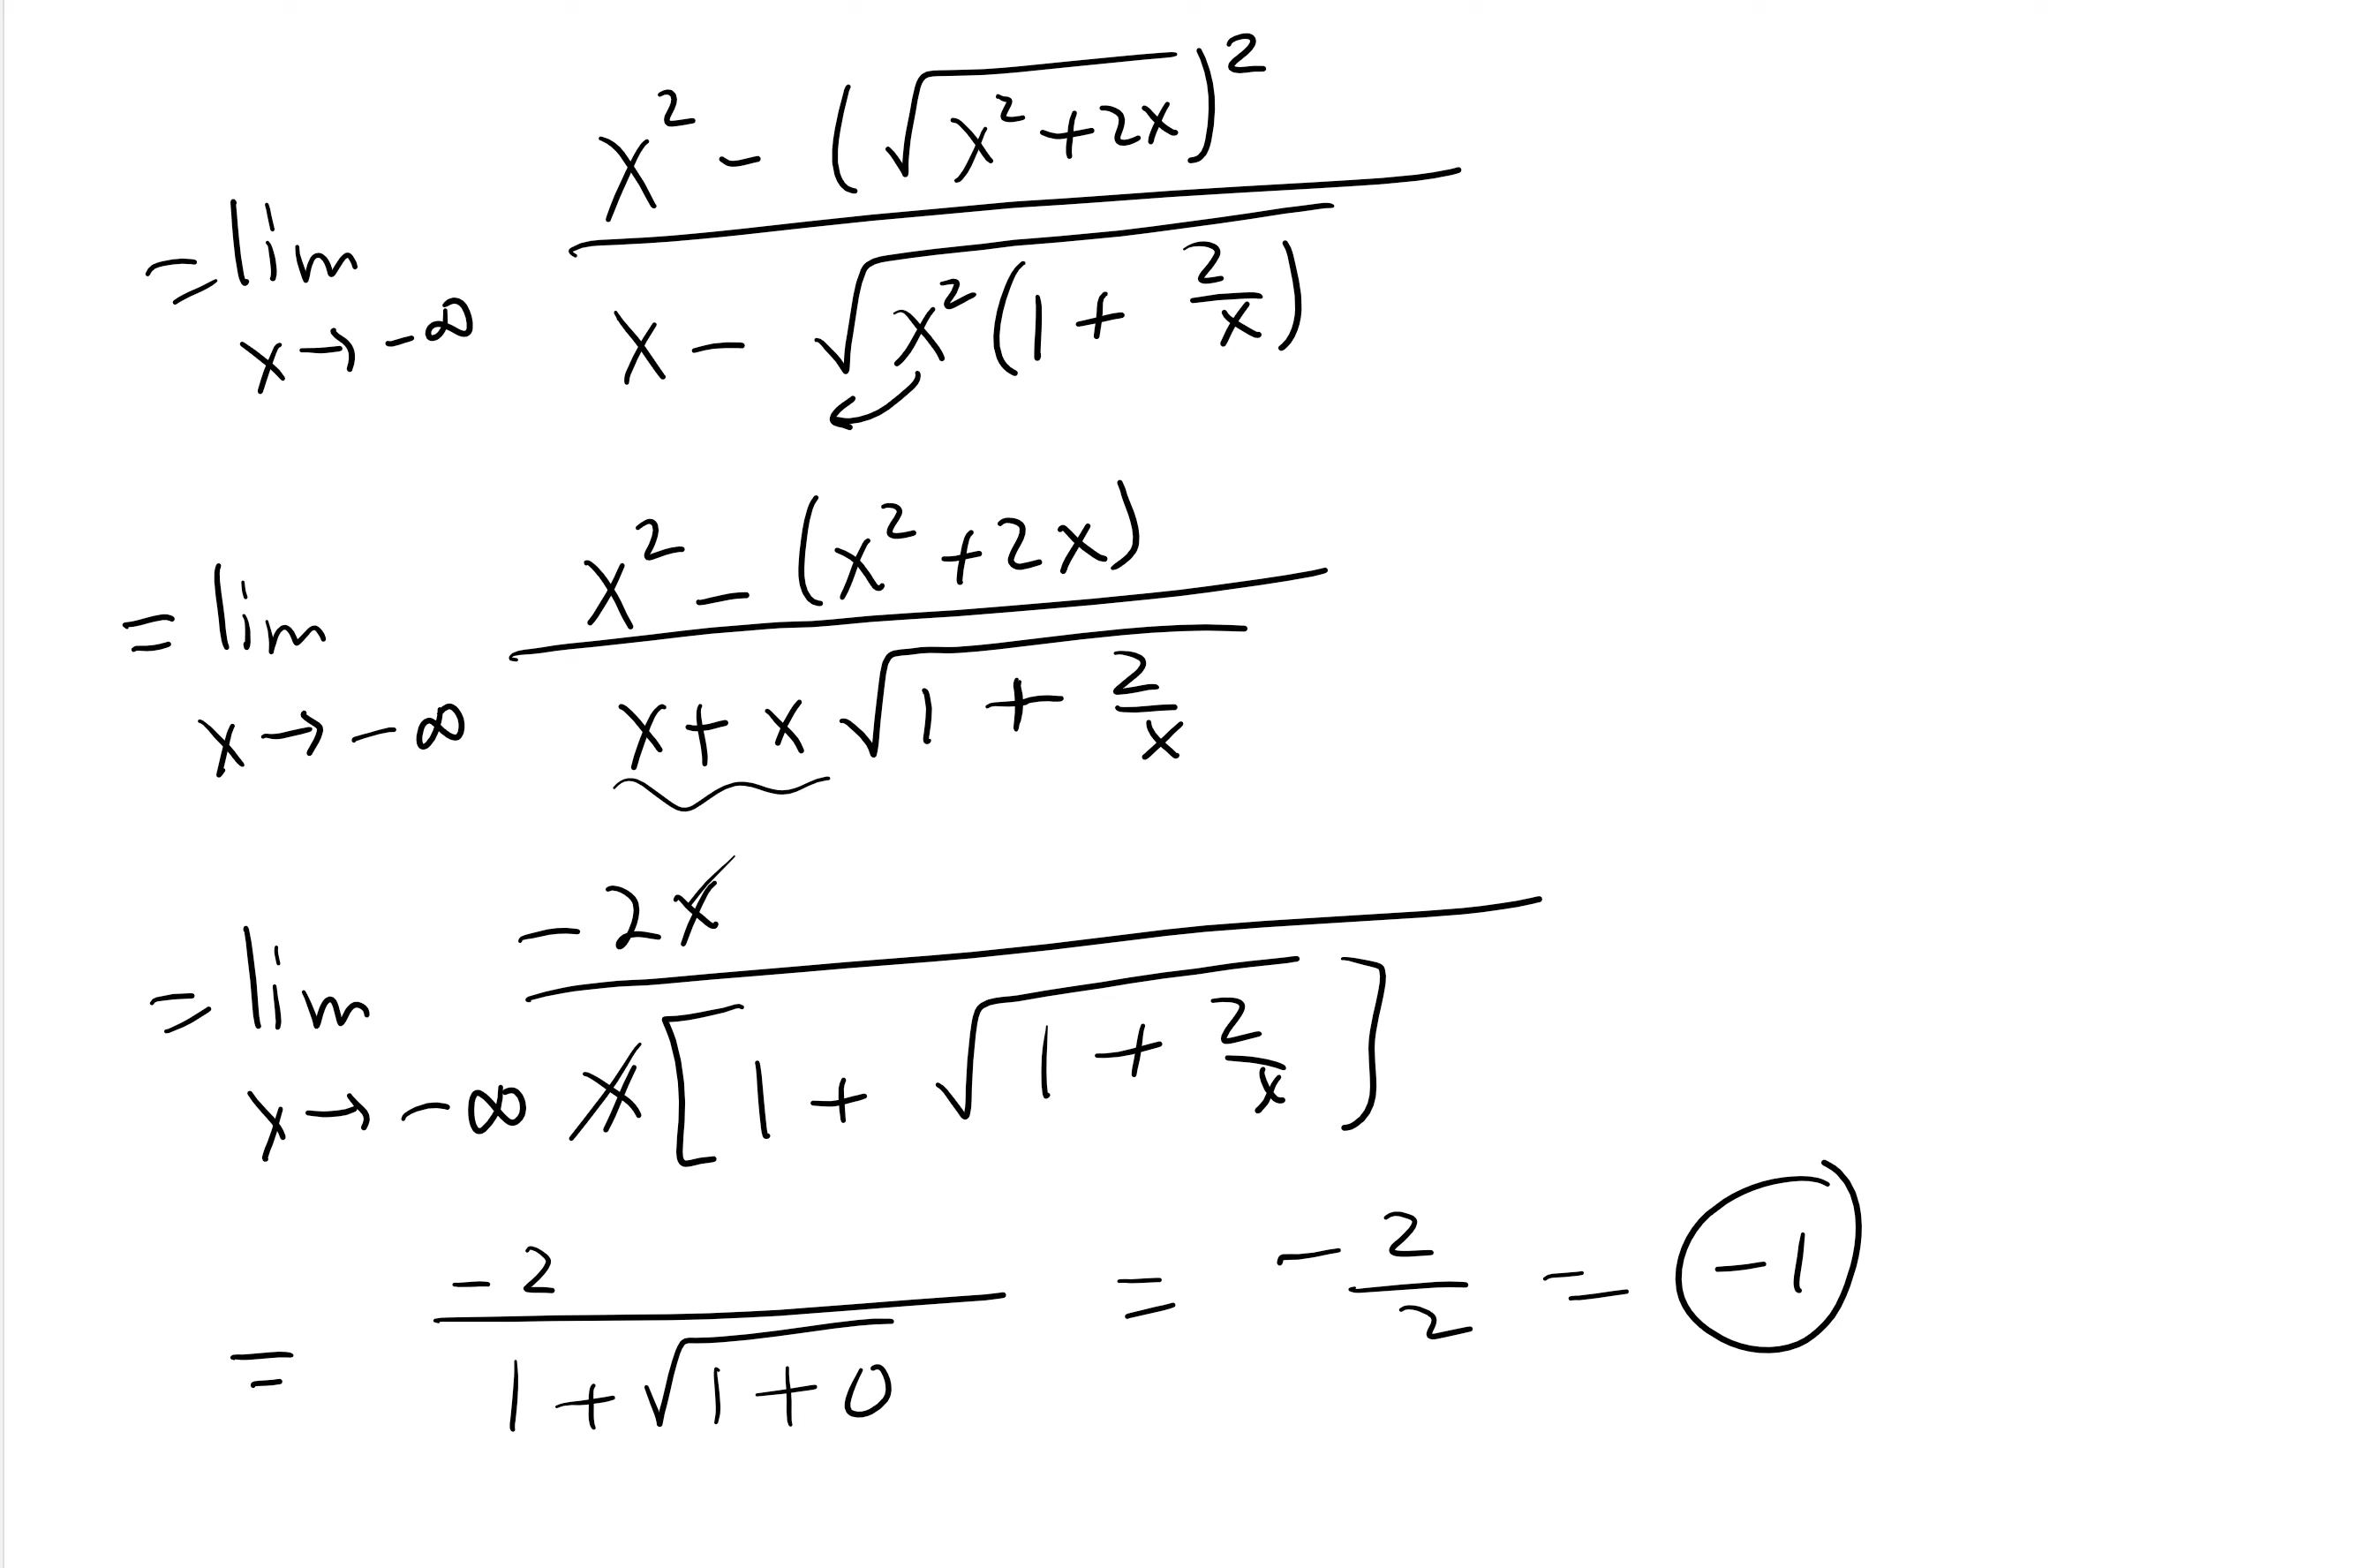 = lim x→-∞ (x² - (√(x²+2x))²) / (x - √(x²(1 + 2/x)))
= lim x→-∞ (x² - (x²+2x)) / (x + x√(1 + 2/x))
= lim x→-∞ -2x / (x[1 + √(1 + 2/x)])
= -2 / (1 + √(1+0)) = -2/2 = -1